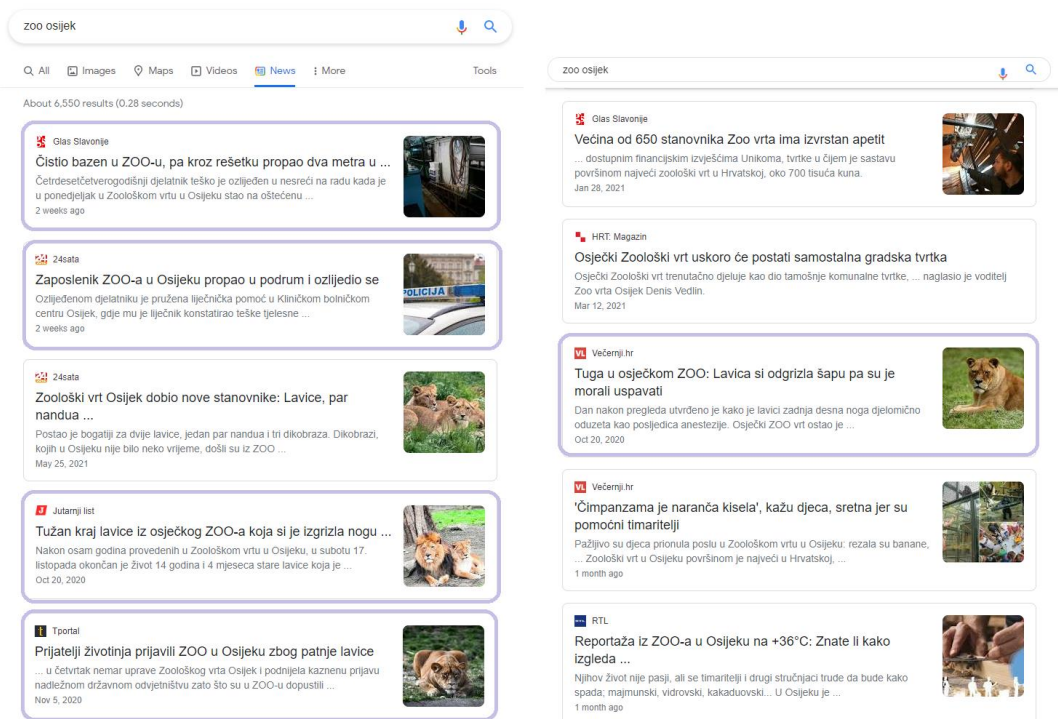 zoo osijek
All Images Maps Videos News More Tools
About 6,550 results (0.28 seconds)
Glas Slavonije
Čistio bazen u ZOO-u, pa kroz rešetku propao dva metra u ...
Četrdesetčetverogodišnji djelatnik teško je ozlijeđen u nesreći na radu kada je
u ponedjeljak u Zoološkom vrtu u Osijeku stao na oštećenu ...
2 weeks ago
24sata
Zaposlenik ZOO-a u Osijeku propao u podrum i ozlijedio se
Ozlijeđenom djelatniku je pružena liječnička pomoć u Kliničkom bolničkom
centru Osijek, gdje mu je liječnik konstatirao teške tjelesne ...
2 weeks ago
POLICIJA
24sata
Zoološki vrt Osijek dobio nove stanovnike: Lavice, par
nandua ...
Postao je bogatiji za dvije lavice, jedan par nandua i tri dikobraza. Dikobrazi,
kojih u Osijeku nije bilo neko vrijeme, došli su iz ZOO ...
May 25, 2021
Jutarnji list
Tužan kraj lavice iz osječkog ZOO-a koja si je izgrizla nogu ...
Nakon osam godina provedenih u Zoološkom vrtu u Osijeku, u subotu 17.
listopada okončan je život 14 godina i 4 mjeseca stare lavice koja je ...
Oct 20, 2020
Tportal
Prijatelji životinja prijavili ZOO u Osijeku zbog patnje lavice
... u četvrtak nemar uprave Zoološkog vrta Osijek i podnijela kaznenu prijavu
nadležnom državnom odvjetništvu zato što su u ZOO-u dopustili ...
Nov 5, 2020
zoo osijek
Glas Slavonije
Većina od 650 stanovnika Zoo vrta ima izvrstan apetit
... dostupnim financijskim izvješćima Unikoma, tvrtke u čijem je sastavu
površinom najveći zoološki vrt u Hrvatskoj, oko 700 tisuća kuna.
Jan 28, 2021
HRT: Magazin
Osječki Zoološki vrt uskoro će postati samostalna gradska tvrtka
Osječki Zoološki vrt trenutačno djeluje kao dio tamošnje komunalne tvrtke, ... naglasio je voditelj
Zoo vrta Osijek Denis Vedlin.
Mar 12, 2021
VL Večernji.hr
Tuga u osječkom ZOO: Lavica si odgrizla šapu pa su je
morali uspavati
Dan nakon pregleda utvrđeno je kako je lavici zadnja desna noga djelomično
oduzeta kao posljedica anestezije. Osječki ZOO vrt ostao je ...
Oct 20, 2020
VL Večernji.hr
'Čimpanzama je naranča kisela', kažu djeca, sretna jer su
pomoćni timaritelji
Pažljivo su djeca prionula poslu u Zoološkom vrtu u Osijeku: rezala su banane,
... Zoološki vrt u Osijeku površinom je najveći u Hrvatskoj, ...
1 month ago
RTL
Reportaža iz ZOO-a u Osijeku na +36°C: Znate li kako
izgleda ...
Njihov život nije pasji, ali se timaritelji i drugi stručnjaci trude da bude kako
spada; majmunski, vidrovski, kakaduovski... U Osijeku je ...
1 month ago